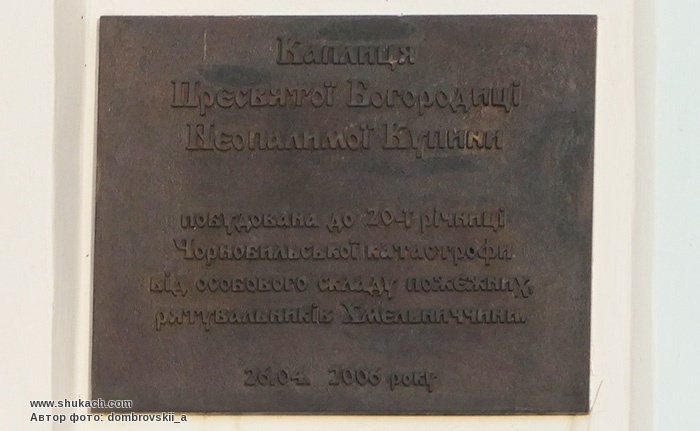 Каплиця
Пресвятої Богородиці
Неопалимої Купини
побудована до 20-ї річниці
Чорнобильської катастрофи
від особового складу пожежних,
рятувальників Хмельниччини.
26.04. 2006 року
www.shukach.com
Автор фото: dombrovskii_a